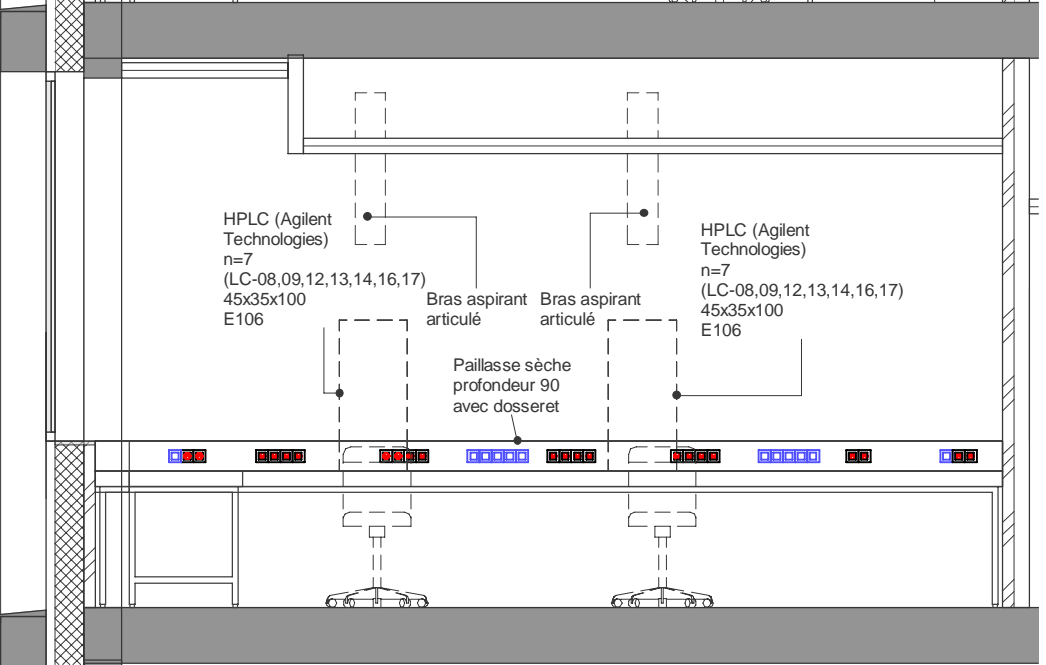 HPLC (Agilent
Technologies)
n=7
(LC-08,09,12,13,14,16,17)
45x35x100
E106
Bras aspirant
articulé
Bras aspirant
articulé
HPLC (Agilent
Technologies)
n=7
(LC-08,09,12,13,14,16,17)
45x35x100
E106
Paillasse sèche
profondeur 90
avec dosseret